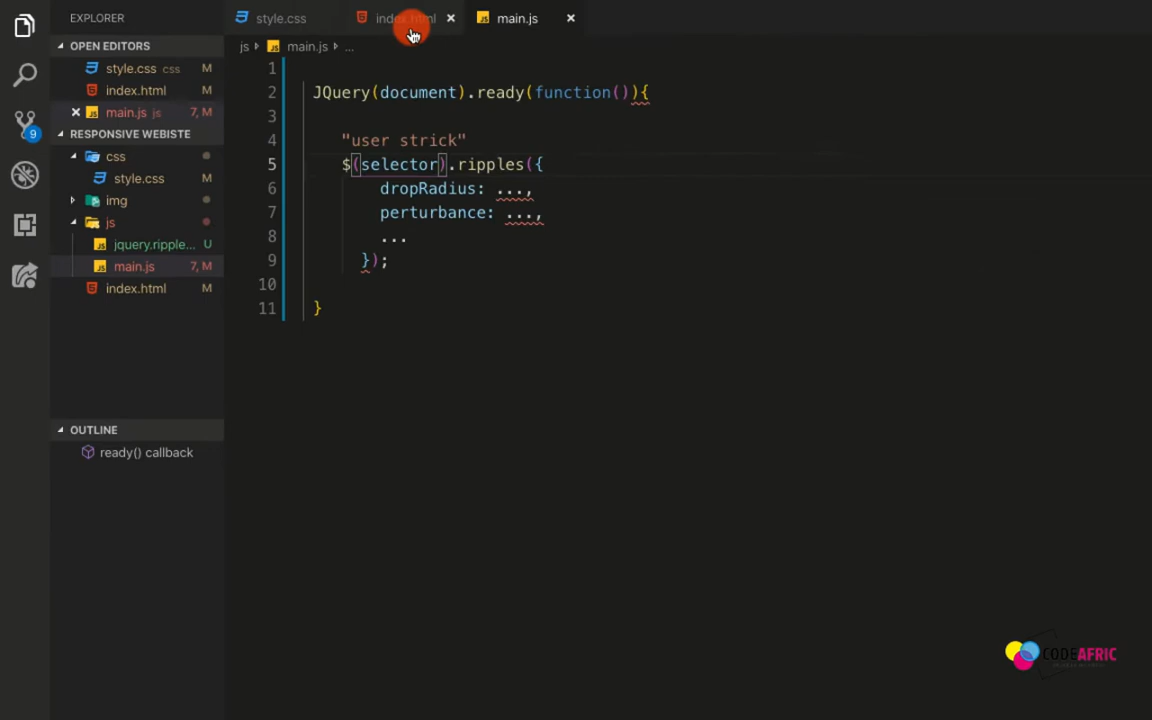 EXPLORER
style.css
index.html
main.js
OPEN EDITORS
js main.js ...
style.css css M
index.html M
main.js js 7, M
RESPONSIVE WEBISTE
9
css
style.css M
img
js
jquery.ripple... U
main.js 7, M
index.html M
OUTLINE
ready() callback
1
2 JQuery(document).ready(function()){
3
4 "user strick"
5 $(selector).ripples({
6 dropRadius: ...,
7 perturbance: ...,
8 ...
9 });
10
11 }
CODEAFRIC